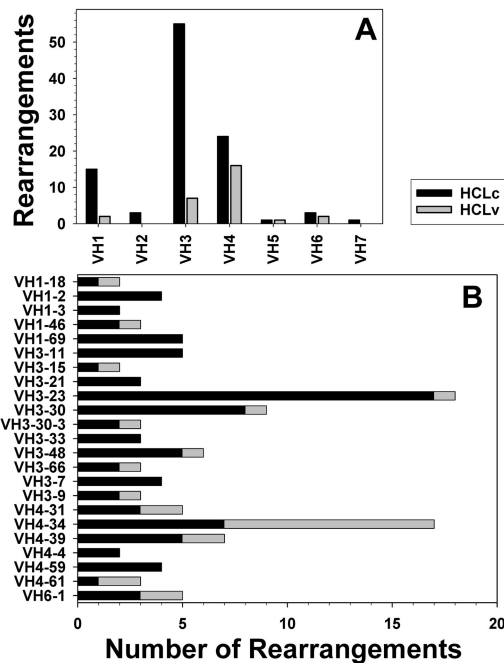 A
Rearrangements
50
40
30
20
10
0
VH1
VH2
VH3
VH4
VH5
VH6
VH7
HCLc
HCLv
B
VH1-18
VH1-2
VH1-3
VH1-46
VH1-69
VH3-11
VH3-15
VH3-21
VH3-23
VH3-30
VH3-30-3
VH3-33
VH3-48
VH3-66
VH3-7
VH3-9
VH4-31
VH4-34
VH4-39
VH4-4
VH4-59
VH4-61
VH6-1
0 5 10 15 20
Number of Rearrangements